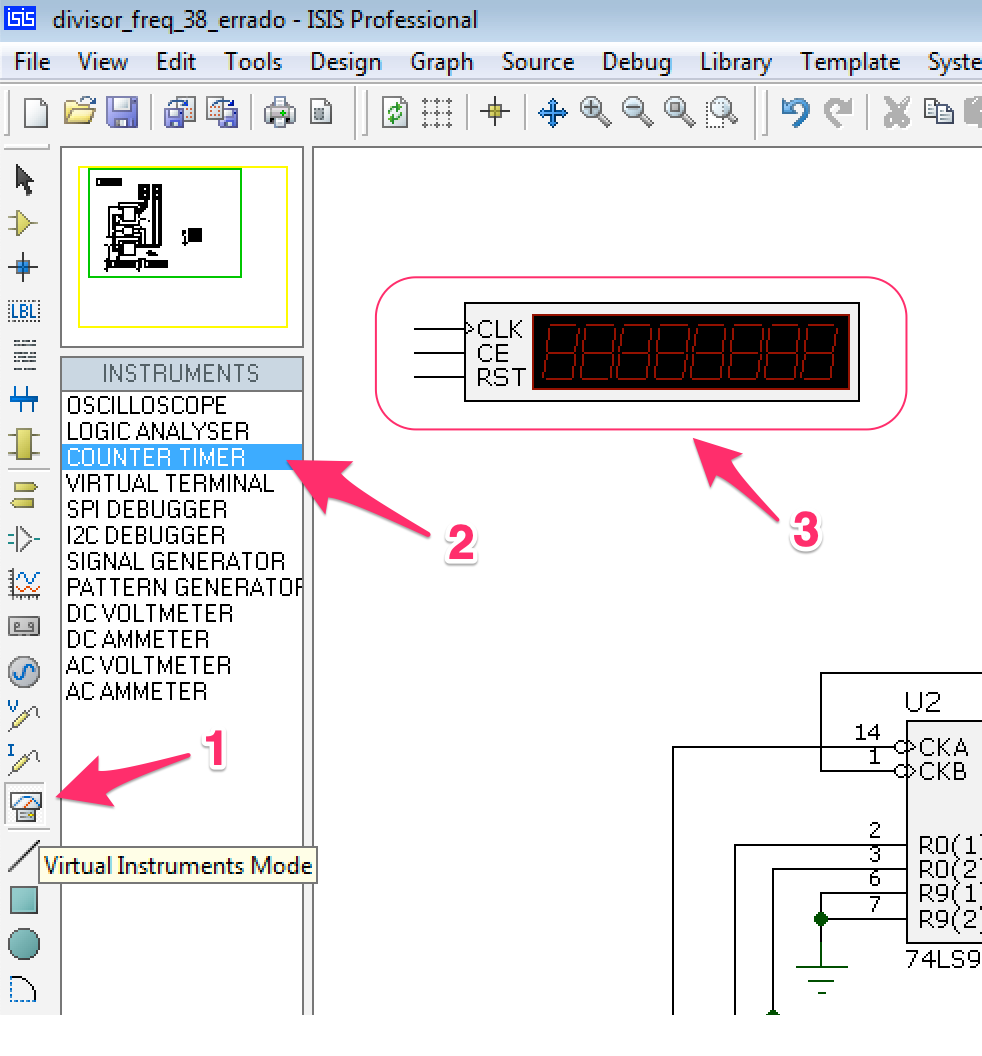 isis divisor_freq_38_errado - ISIS Professional
File View Edit Tools Design Graph Source Debug Library Template Syste
LBL
INSTRUMENTS
OSCILLOSCOPE
LOGIC ANALYSER
COUNTER TIMER
VIRTUAL TERMINAL
SPI DEBUGGER
I2C DEBUGGER
SIGNAL GENERATOR
PATTERN GENERATOR
DC VOLTMETER
DC AMMETER
AC VOLTMETER
AC AMMETER
V
I
Virtual Instruments Mode
1
2
3
CLK
CE
RST
U2
14 CKA
1 CKB
2 R0(1
3 R0(2
6 R9(1
7 R9(2
74LS9